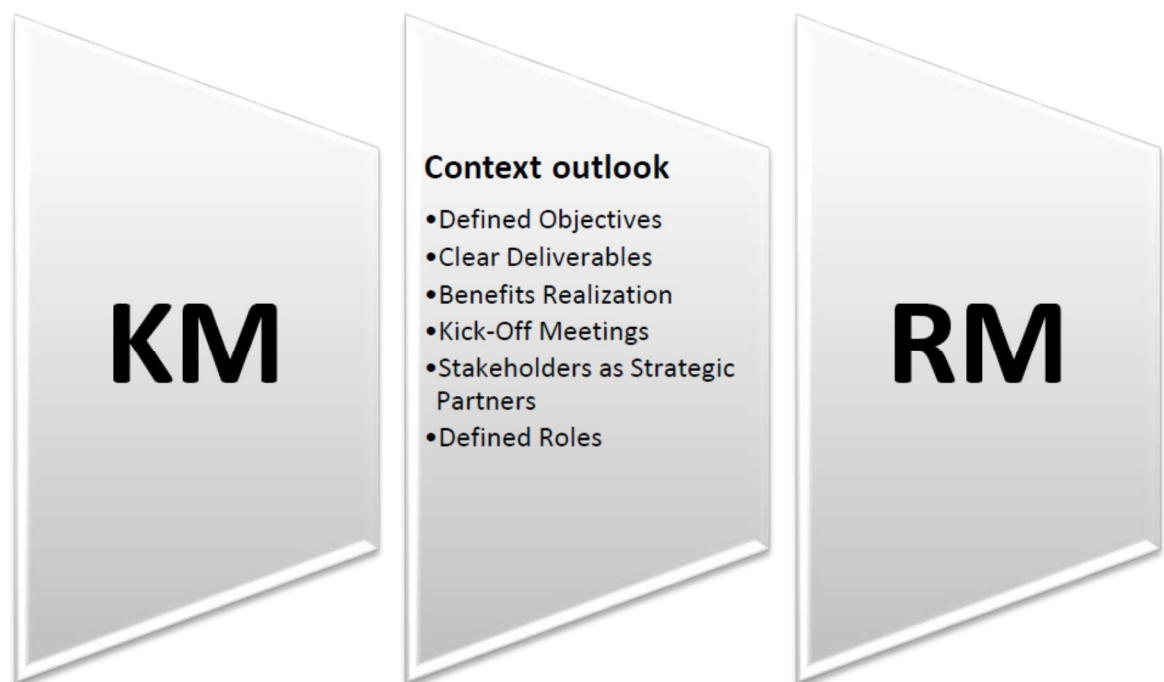 KM
Context outlook
•Defined Objectives
•Clear Deliverables
•Benefits Realization
•Kick-Off Meetings
•Stakeholders as Strategic
Partners
•Defined Roles
RM